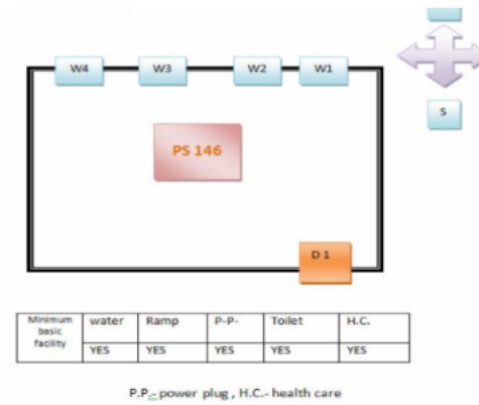 W4 W3 W2 W1
S
PS 146
D 1
Minimum basic facility water Ramp P-P- Toilet H.C.
YES YES YES YES YES
P.P.- power plug , H.C.- health care